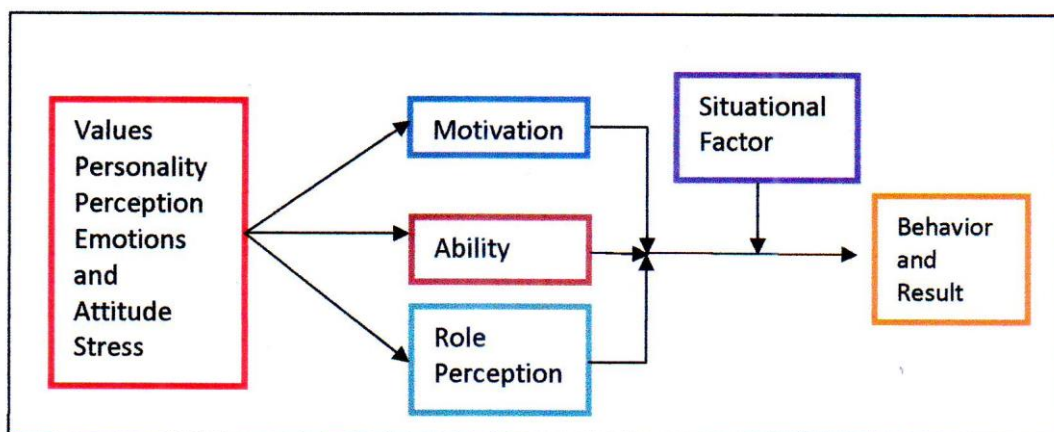 Values
Personality
Perception
Emotions
and
Attitude
Stress
Motivation
Ability
Role
Perception
Situational
Factor
Behavior
and
Result